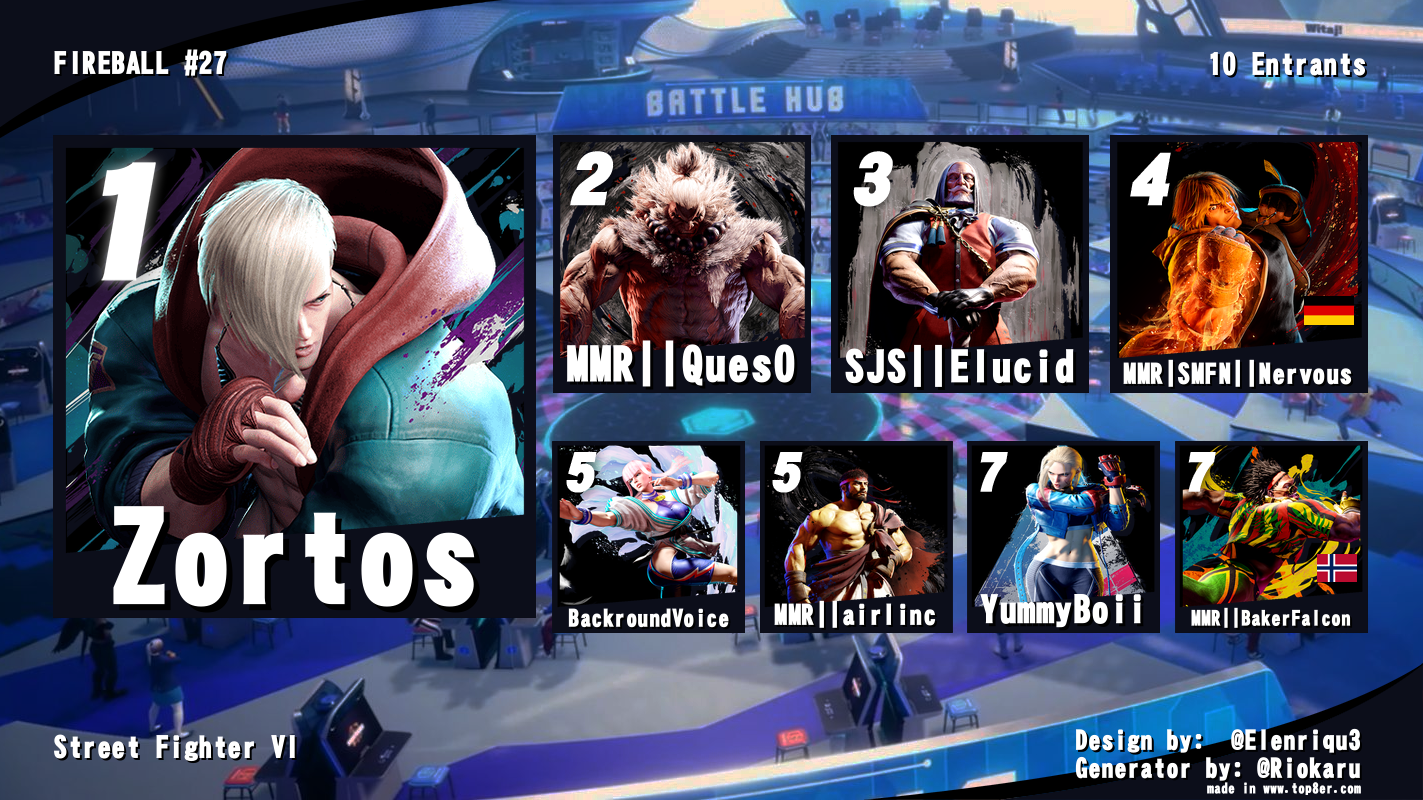 FIREBALL #27
10 Entrants
Witaj!
BATTLE HUB
1
Zortos
2
MMR||Ques0
3
SJS||Elucid
4
MMR|SMFN||Nervous
5
BackroundVoice
5
MMR||airlinc
7
YummyBoii
7
MMR||BakerFalcon
Street Fighter VI
Design by: @Elenriqu3
Generator by: @Riokaru
made in www.top8er.com